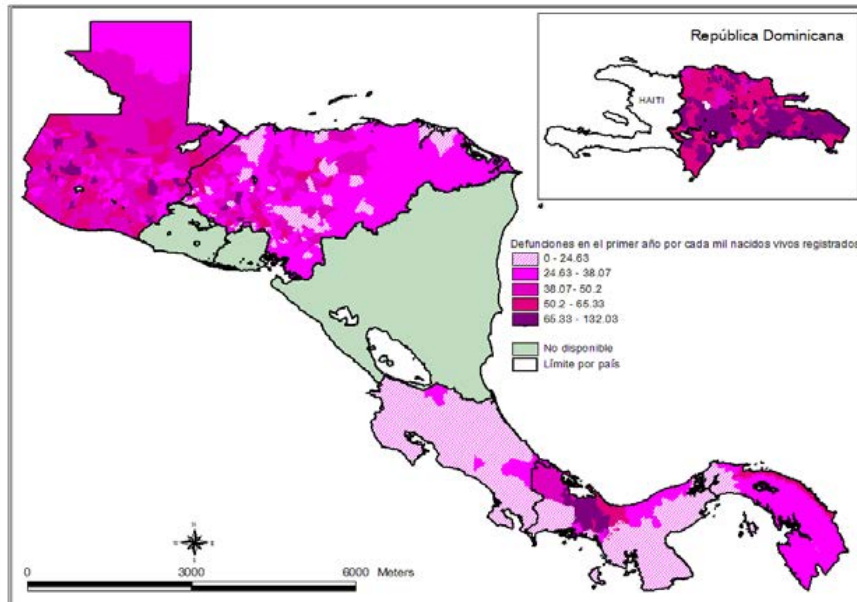 República Dominicana
HAITI
Defunciones en el primer año por cada mil nacidos vivos registrados
0 - 24.63
24.63 - 38.07
38.07- 50.2
50.2 - 65.33
65.33 - 132.03
No disponible
Límite por país
0 3000 6000 Meters